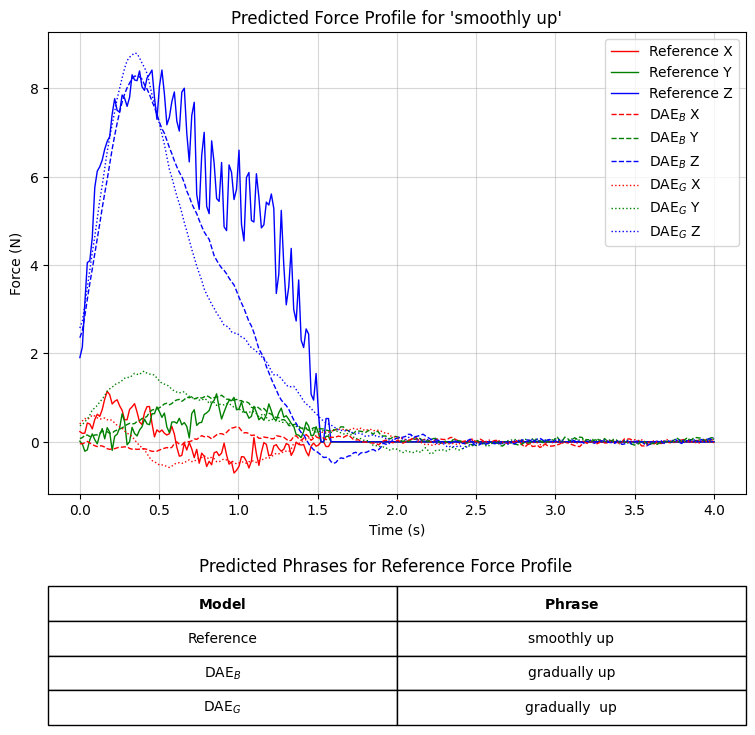 Predicted Force Profile for 'smoothly up'
Reference X
Reference Y
Reference Z
DAE_B X
DAE_B Y
DAE_B Z
DAE_G X
DAE_G Y
DAE_G Z
Force (N)
8
6
4
2
0
0.0 0.5 1.0 1.5 2.0 2.5 3.0 3.5 4.0
Time (s)
Predicted Phrases for Reference Force Profile
Model Phrase
Reference smoothly up
DAE_B gradually up
DAE_G gradually  up